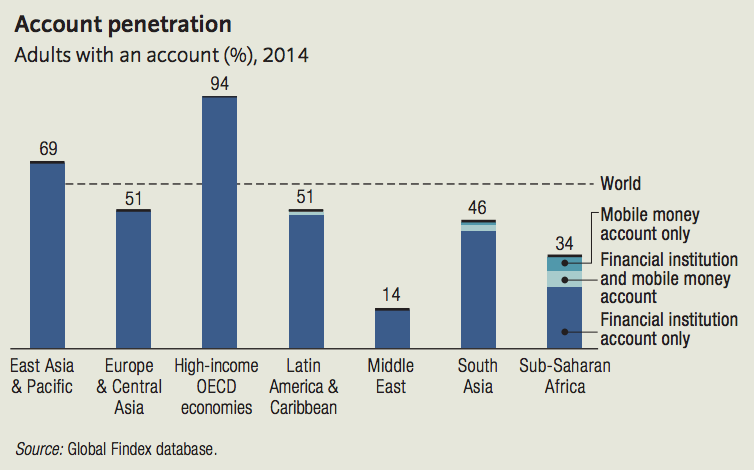 Account penetration
Adults with an account (%), 2014
94
69
51
51
46
34
14
World
Mobile money
account only
Financial institution
and mobile money
account
Financial institution
account only
East Asia
& Pacific
Europe
& Central
Asia
High-income
OECD
economies
Latin
America &
Caribbean
Middle
East
South
Asia
Sub-Saharan
Africa
Source: Global Findex database.